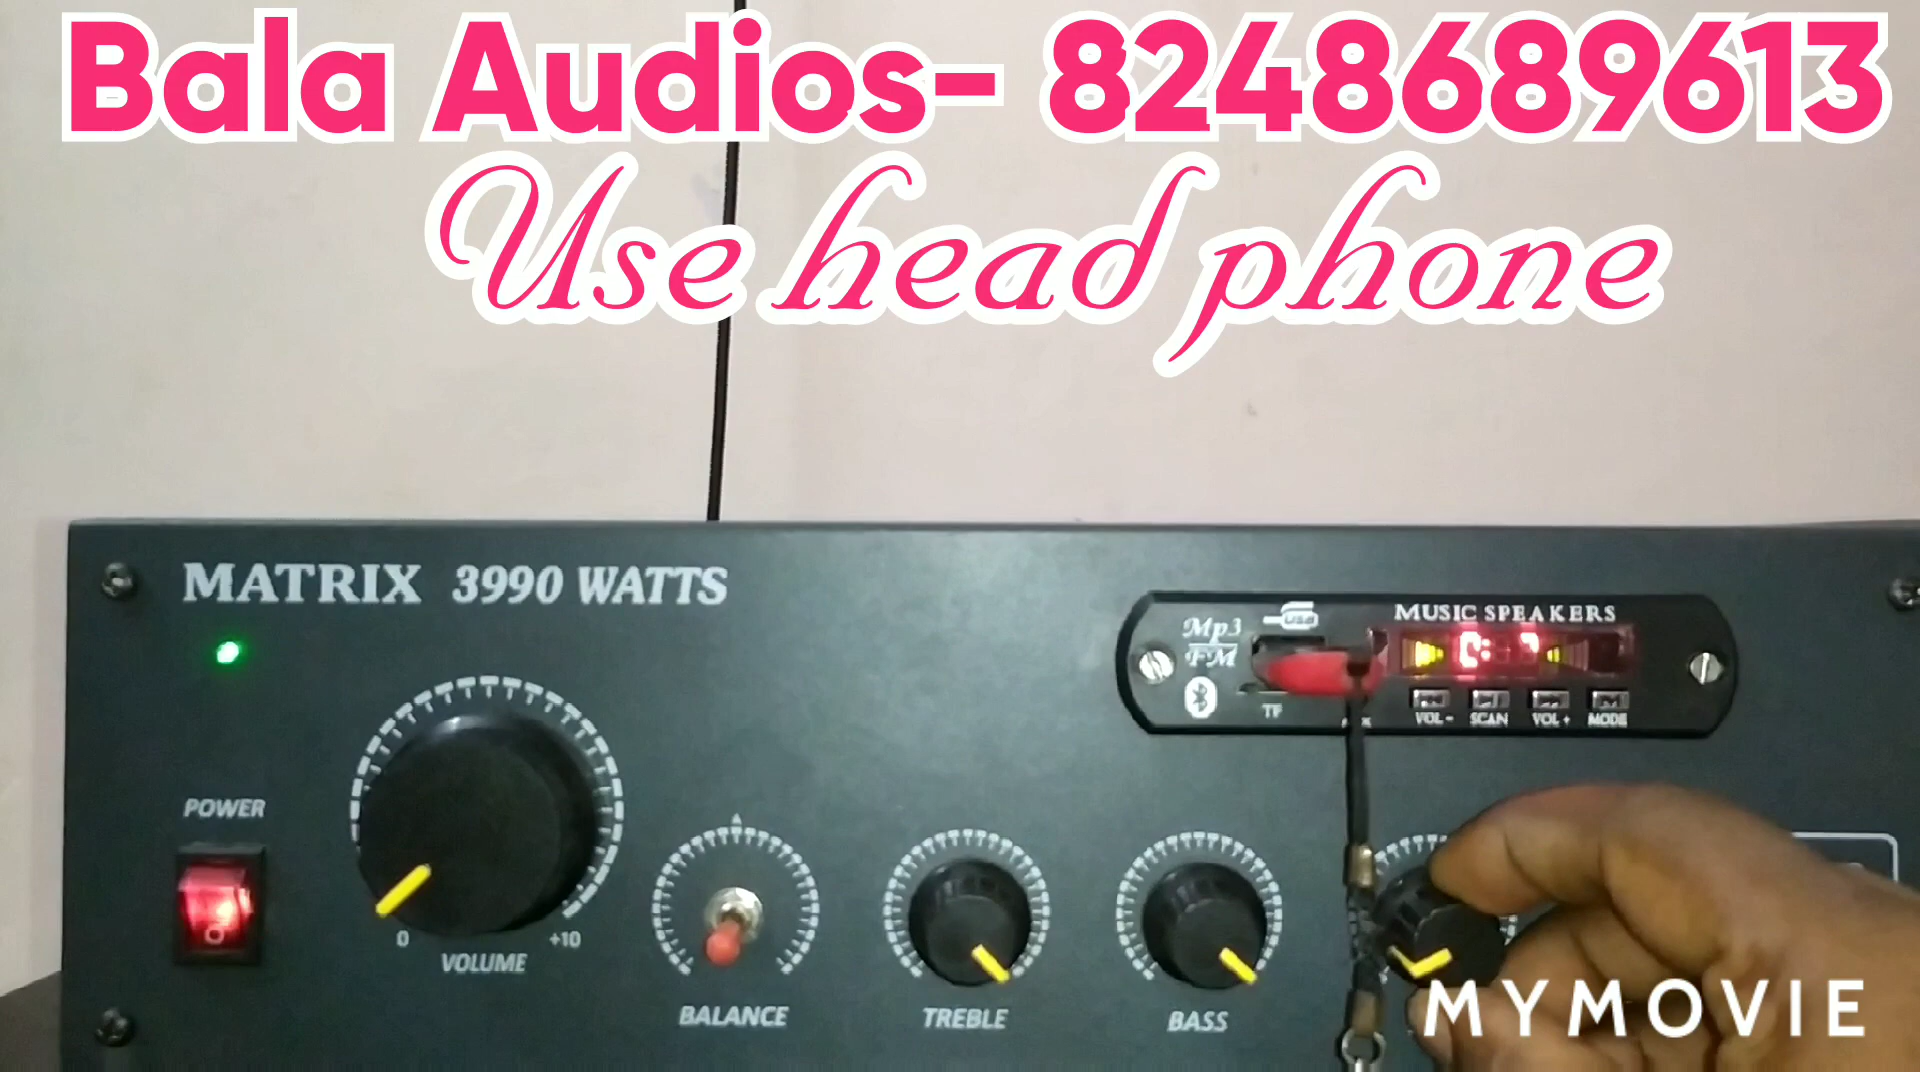 Bala Audios- 8248689613
Use head phone
MATRIX 3990 WATTS
MUSIC SPEAKERS
Mp3
FM
USB
TF
VOL - SCAN VOL + MODE
POWER
0 +10
VOLUME
BALANCE
TREBLE
BASS
MYMOVIE